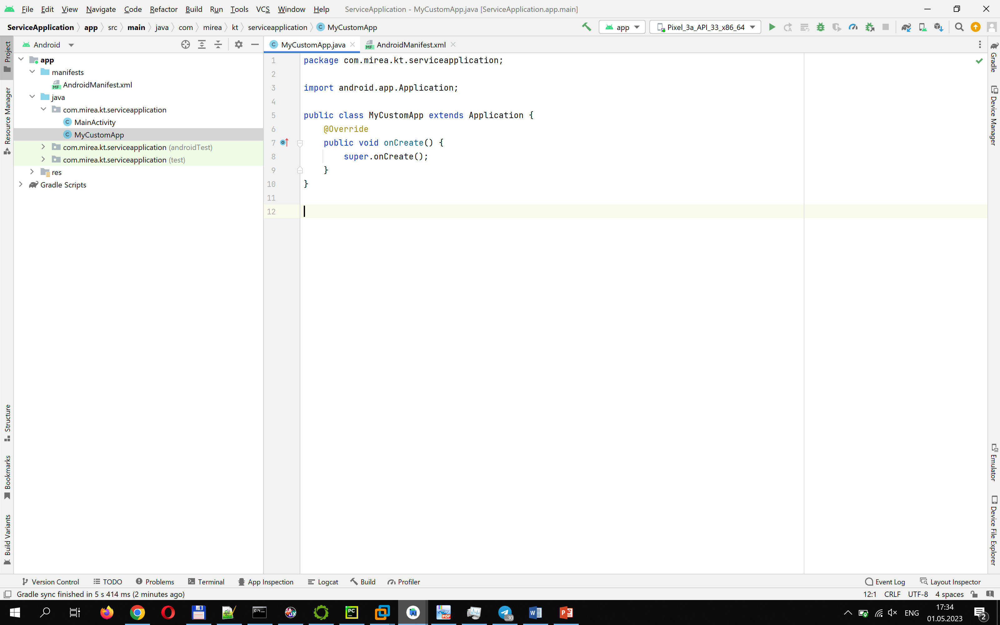 File Edit View Navigate Code Refactor Build Run Tools VCS Window Help ServiceApplication - MyCustomApp.java [ServiceApplication.app.main]
ServiceApplication app src main java com mirea kt serviceapplication C MyCustomApp app Pixel_3a_API_33_x86_64
Project
Resource Manager
Structure
Bookmarks
Build Variants
Android
app
manifests
MF AndroidManifest.xml
java
com.mirea.kt.serviceapplication
C MainActivity
C MyCustomApp
com.mirea.kt.serviceapplication (androidTest)
com.mirea.kt.serviceapplication (test)
res
Gradle Scripts
C MyCustomApp.java MF AndroidManifest.xml
1 package com.mirea.kt.serviceapplication;
2
3 import android.app.Application;
4
5 public class MyCustomApp extends Application {
6 @Override
7 public void onCreate() {
8 super.onCreate();
9 }
10 }
11
12
Gradle
Device Manager
Emulator
Device File Explorer
Version Control TODO Problems Terminal App Inspection Logcat Build Profiler Event Log Layout Inspector
Gradle sync finished in 5 s 414 ms (2 minutes ago) 12:1 CRLF UTF-8 4 spaces
C:\_ PC PDF ..30 W P ENG 17:34
01.05.2023 2